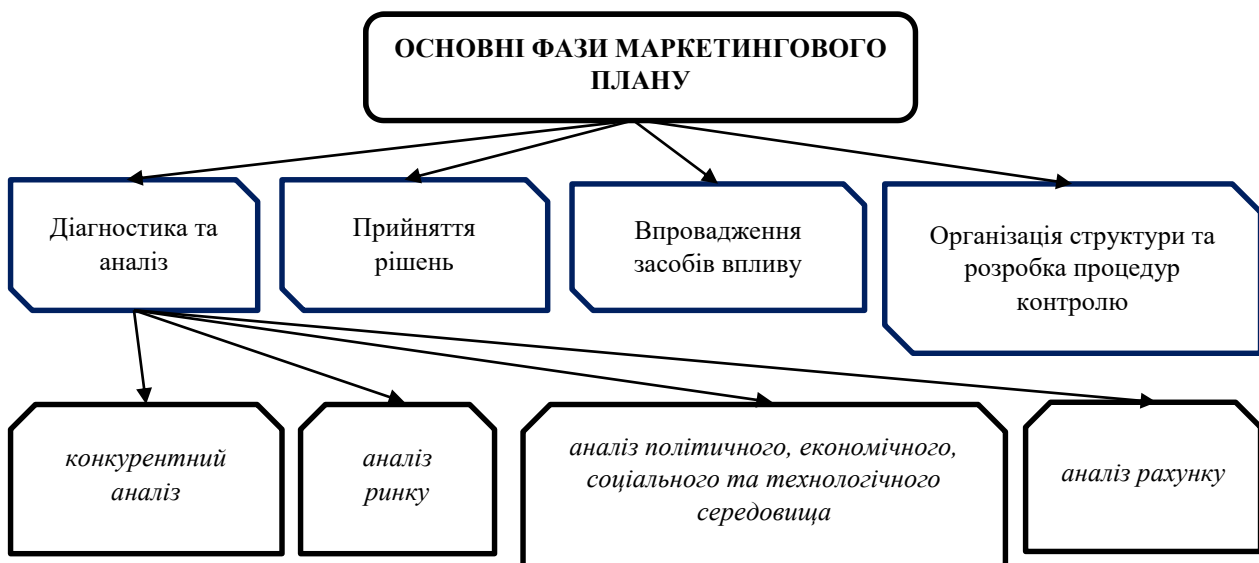 ОСНОВНІ ФАЗИ МАРКЕТИНГОВОГО
ПЛАНУ
Діагностика та
аналіз
Прийняття
рішень
Впровадження
засобів впливу
Організація структури та
розробка процедур
контролю
конкурентний
аналіз
аналіз
ринку
аналіз політичного, економічного,
соціального та технологічного
середовища
аналіз рахунку